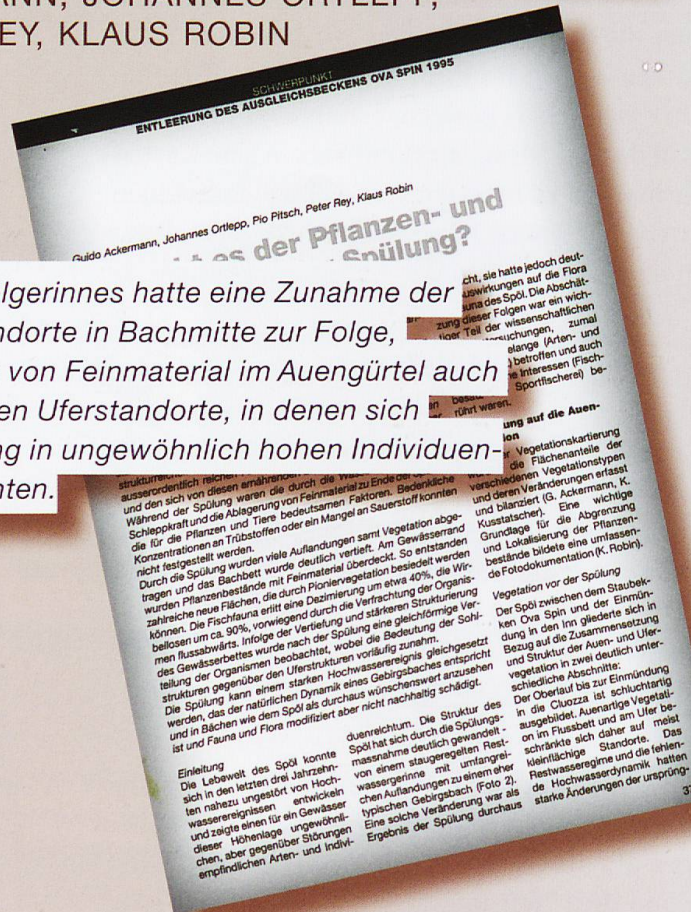 ANN, JOHANNES ORTLEPP,
EY, KLAUS ROBIN
SCHWERPUNKT
ENTLEERUNG DES AUSGLEICHSBECKENS OVA SPIN 1995
Guido Ackermann, Johannes Ortlepp, Pio Pitsch, Peter Rey, Klaus Robin
es der Pflanzen- und
Spülung?
lgerinnes hatte eine Zunahme der
ndorte in Bachmitte zur Folge,
von Feinmaterial im Auengürtel auch
en Uferstandorte, in denen sich
g in ungewöhnlich hohen Individuen-
nten.
ausserordentlich reichen
und den sich von diesen ernährenden
Während der Spülung waren die durch die
Schleppkraft und die Ablagerung von Feinmaterial zu Ende der
die für die Pflanzen und Tiere bedeutsamen Faktoren. Bedenkliche
Konzentrationen an Trübstoffen oder ein Mangel an Sauerstoff konnten
nicht festgestellt werden.
Durch die Spülung wurden viele Auflandungen samt Vegetation abge-
tragen und das Bachbett wurde deutlich vertieft. Am Gewässerrand
wurden Pflanzenbestände mit Feinmaterial überdeckt. So entstanden
zahlreiche neue Flächen, die durch Pioniervegetation besiedelt werden
können. Die Fischfauna erlitt eine Dezimierung um etwa 40%, die Wir-
bellosen um ca. 90%, vorwiegend durch die Verfrachtung der Organis-
men flussabwärts. Infolge der Vertiefung und stärkeren Strukturierung
des Gewässerbettes wurde nach der Spülung eine gleichförmige Ver-
teilung der Organismen beobachtet, wobei die Bedeutung der Sohl-
strukturen gegenüber den Uferstrukturen vorläufig zunahm.
Die Spülung kann einem starken Hochwasserereignis gleichgesetzt
werden, das der natürlichen Dynamik eines Gebirgsbaches entspricht
und in Bächen wie dem Spöl als durchaus wünschenswert anzusehen
ist und Fauna und Flora modifiziert aber nicht nachhaltig schädigt.
Einleitung
Die Lebewelt des Spöl konnte
sich in den letzten drei Jahrzehn-
ten nahezu ungestört von Hoch-
wasserereignissen entwickeln
und zeigte einen für ein Gewässer
dieser Höhenlage ungewöhnli-
chen, aber gegenüber Störungen
empfindlichen Arten- und Indivi-
duenreichtum. Die Struktur des
Spöl hat sich durch die Spülungs-
massnahme deutlich gewandelt -
von einem staugeregelten Rest-
wassergerinne mit umfangrei-
chen Auflandungen zu einem eher
typischen Gebirgsbach (Foto 2).
Eine solche Veränderung war als
Ergebnis der Spülung durchaus
cht, sie hatte jedoch deut-
uswirkungen auf die Flora
una des Spöl. Die Abschät-
zung dieser Folgen war ein wich-
tiger Teil der wissenschaftlichen
suchungen, zumal
elange (Arten- und
) betroffen und auch
e Interessen (Fisch-
Sportfischerei) be-
rührt waren.
ung auf die Auen-
ion
Vegetationskartierung
die Flächenanteile der
verschiedenen Vegetationstypen
und deren Veränderungen erfasst
und bilanziert (G. Ackermann, K.
Kusstatscher). Eine wichtige
Grundlage für die Abgrenzung
und Lokalisierung der Pflanzen-
bestände bildete eine umfassen-
de Fotodokumentation (K. Robin).
Vegetation vor der Spülung
Der Spöl zwischen dem Staubek-
ken Ova Spin und der Einmün-
dung in den Inn gliederte sich in
Bezug auf die Zusammensetzung
und Struktur der Auen- und Ufer-
vegetation in zwei deutlich unter-
schiedliche Abschnitte:
Der Oberlauf bis zur Einmündung
in die Cluozza ist schluchtartig
ausgebildet. Auenartige Vegetati-
on im Flussbett und am Ufer be-
schränkte sich daher auf meist
kleinflächige Standorte. Das
Restwasserregime und die fehlen-
de Hochwasserdynamik hatten
starke Änderungen der ursprüng-